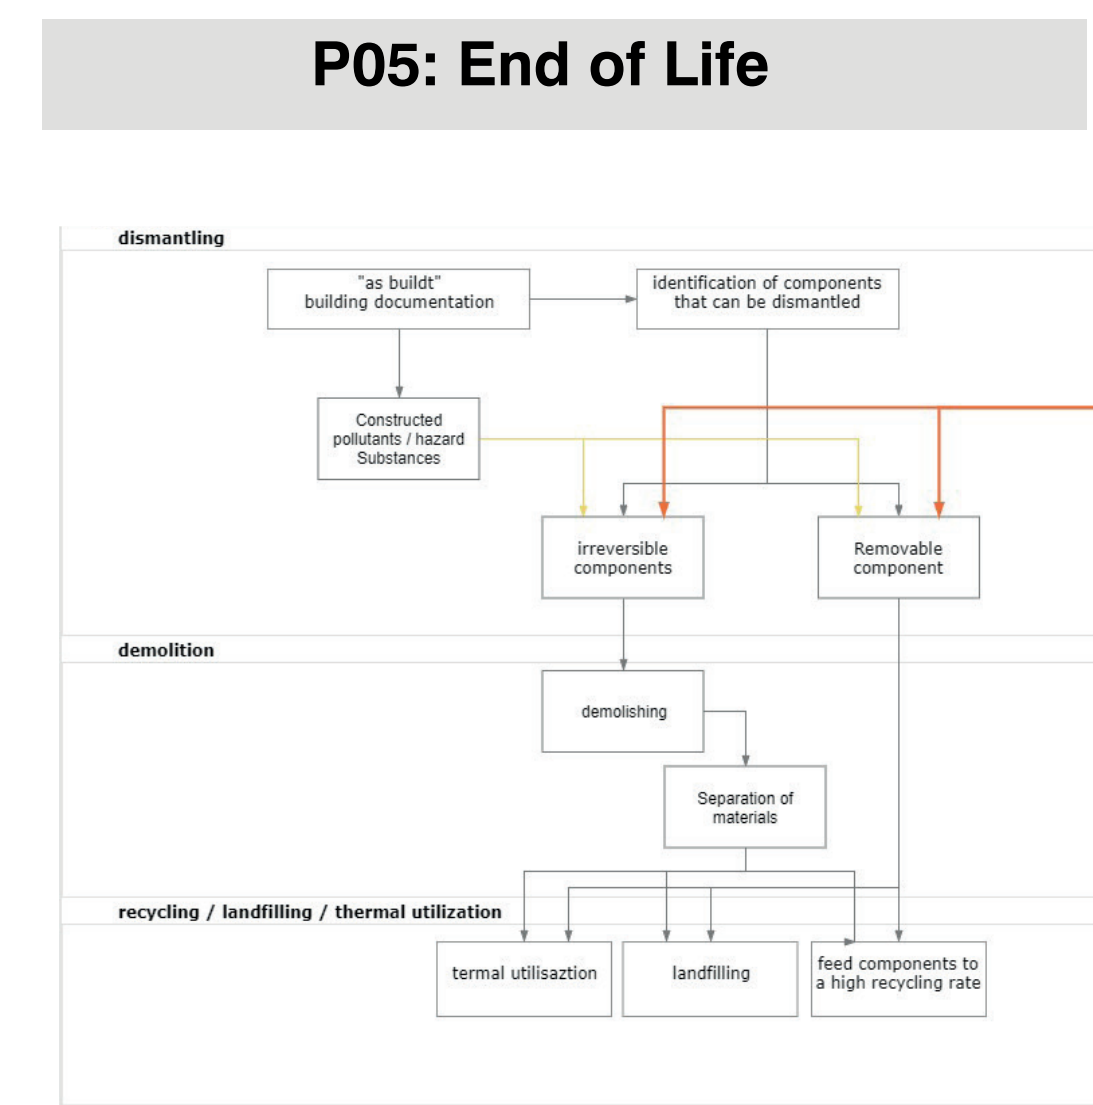 P05: End of Life
dismantling
"as buildt"
building documentation
identification of components
that can be dismantled
Constructed
pollutants / hazard
Substances
irreversible
components
Removable
component
demolition
demolishing
Separation of
materials
recycling / landfilling / thermal utilization
termal utilisaztion
landfilling
feed components to
a high recycling rate